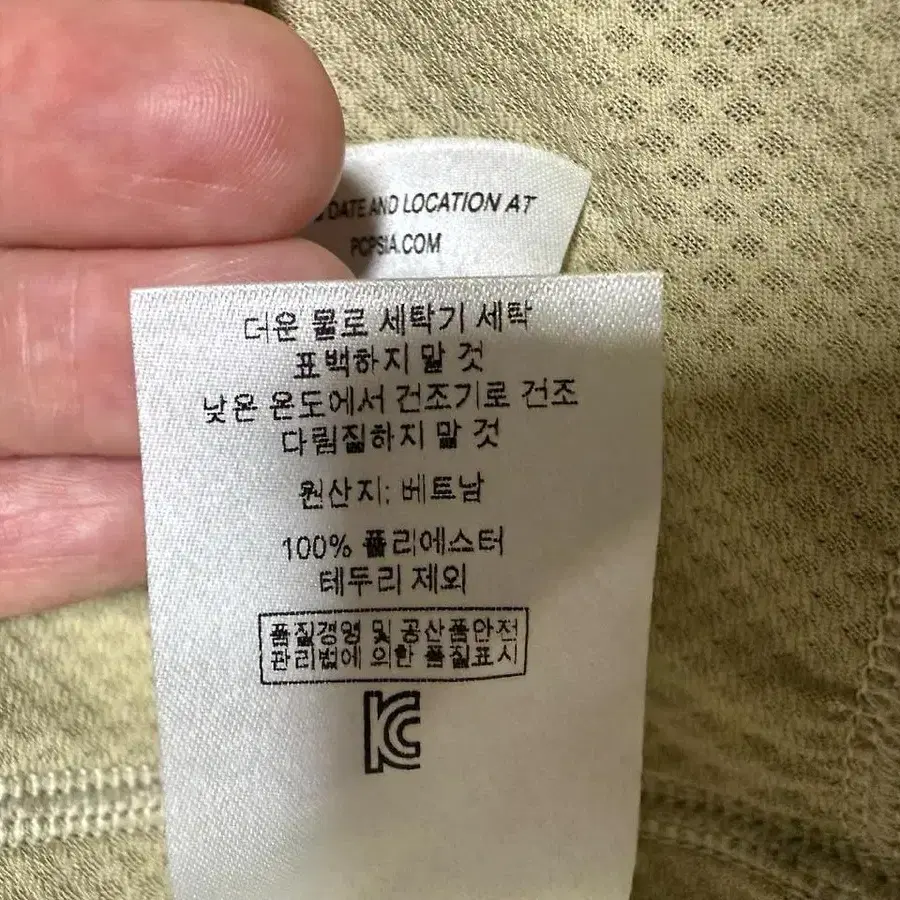 DATE AND LOCATION AT
PCPSIA.COM
더운 물로 세탁기 세탁
표백하지 말 것
낮은 온도에서 건조기로 건조
다림질하지 말 것
원산지: 베트남
100% 폴리에스터
테두리 제외
품질경영 및 공산품안전
관리법에 의한 품질표시
KC